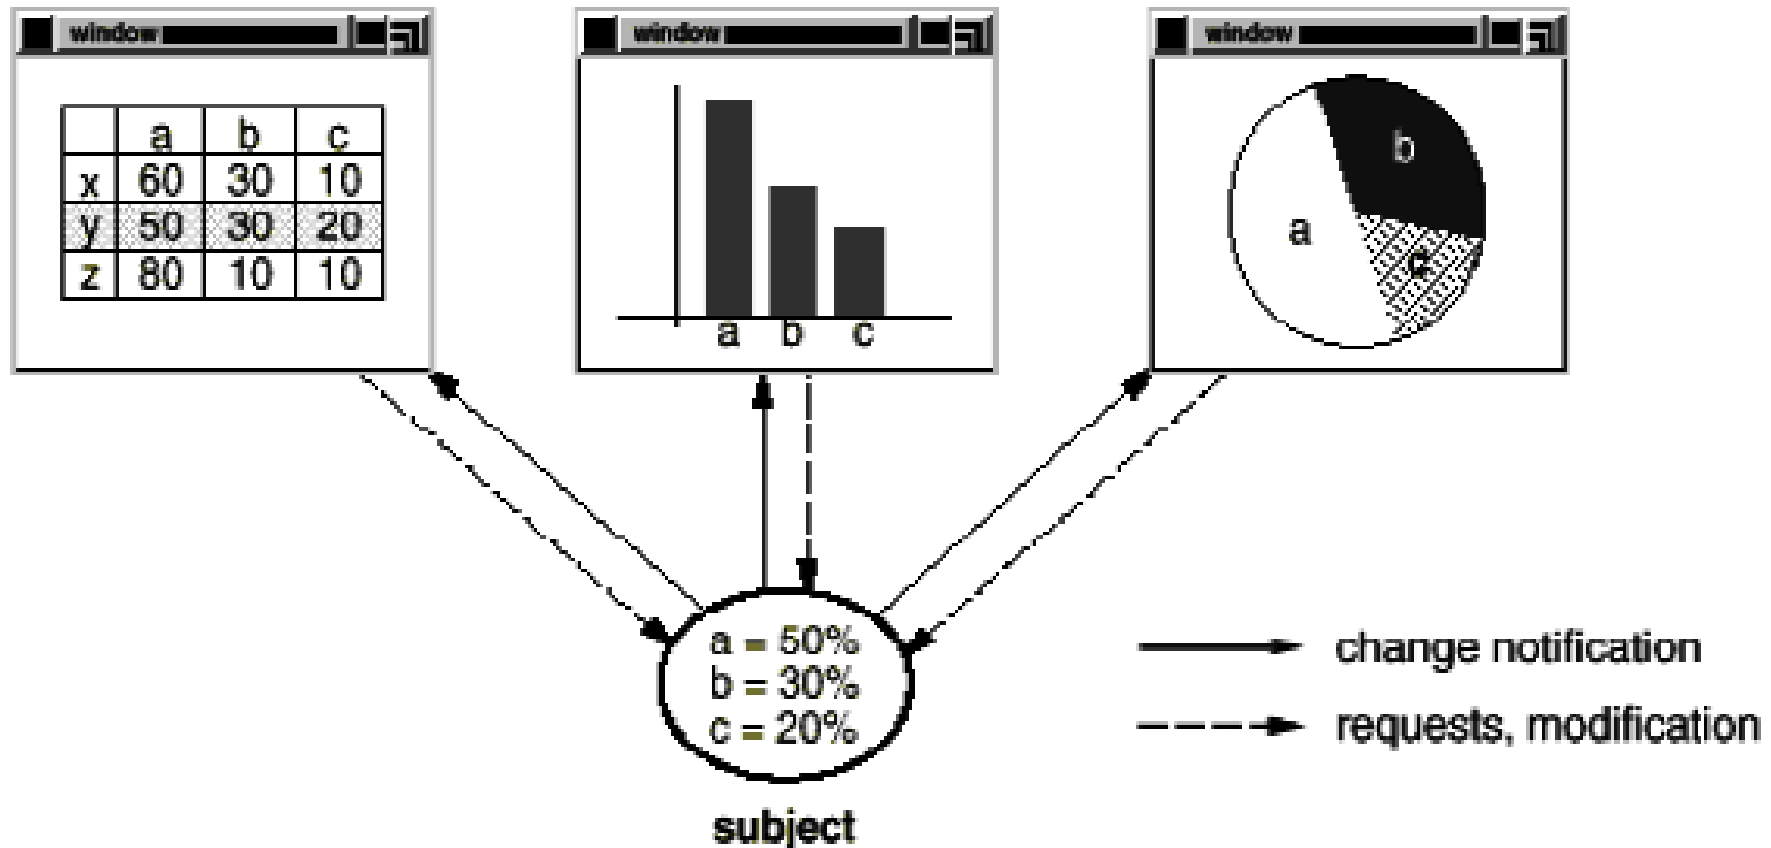 window
a b c
x 60 30 10
y 50 30 20
z 80 10 10
window
a b c
window
b
a
c
a = 50%
b = 30%
c = 20%
subject
change notification
requests, modification